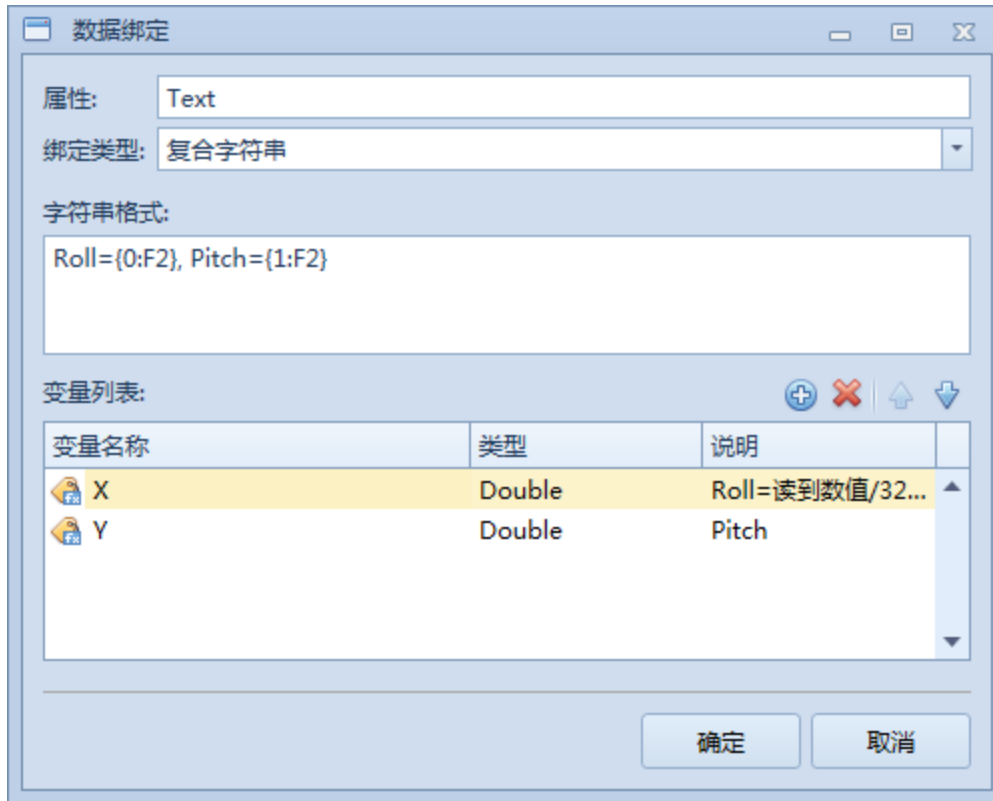 数据绑定
属性: Text
绑定类型: 复合字符串
字符串格式:
Roll={0:F2}, Pitch={1:F2}
变量列表:
变量名称 类型 说明
X Double Roll=读到数值/32...
Y Double Pitch
确定 取消